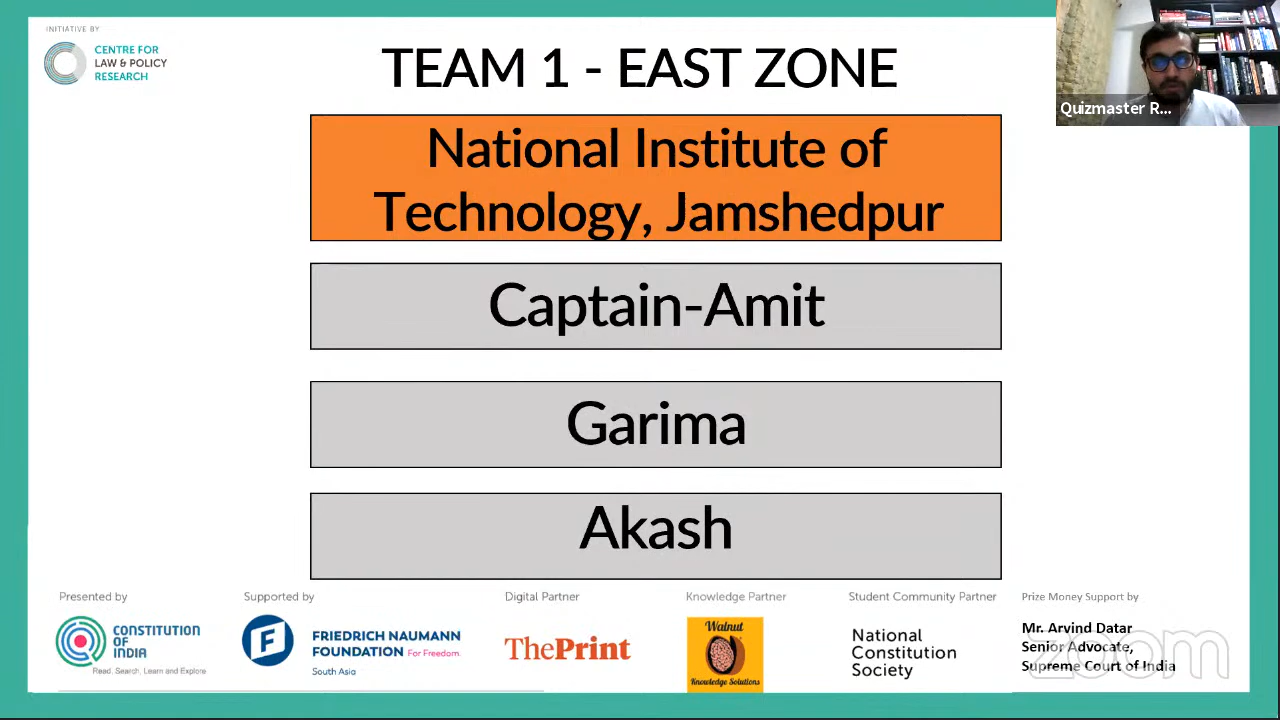 INITIATIVE BY
CENTRE FOR
LAW & POLICY
RESEARCH
TEAM 1 - EAST ZONE
Quizmaster R...
National Institute of
Technology, Jamshedpur
Captain-Amit
Garima
Akash
Presented by
CONSTITUTION
OF
INDIA
Read, Search, Learn and Explore
Supported by
F
FRIEDRICH NAUMANN
FOUNDATION For Freedom.
South Asia
Digital Partner
ThePrint
Knowledge Partner
Walnut
Knowledge Solutions
Student Community Partner
National
Constitution
Society
Prize Money Support by
Mr. Arvind Datar
Senior Advocate,
Supreme Court of India
zoom